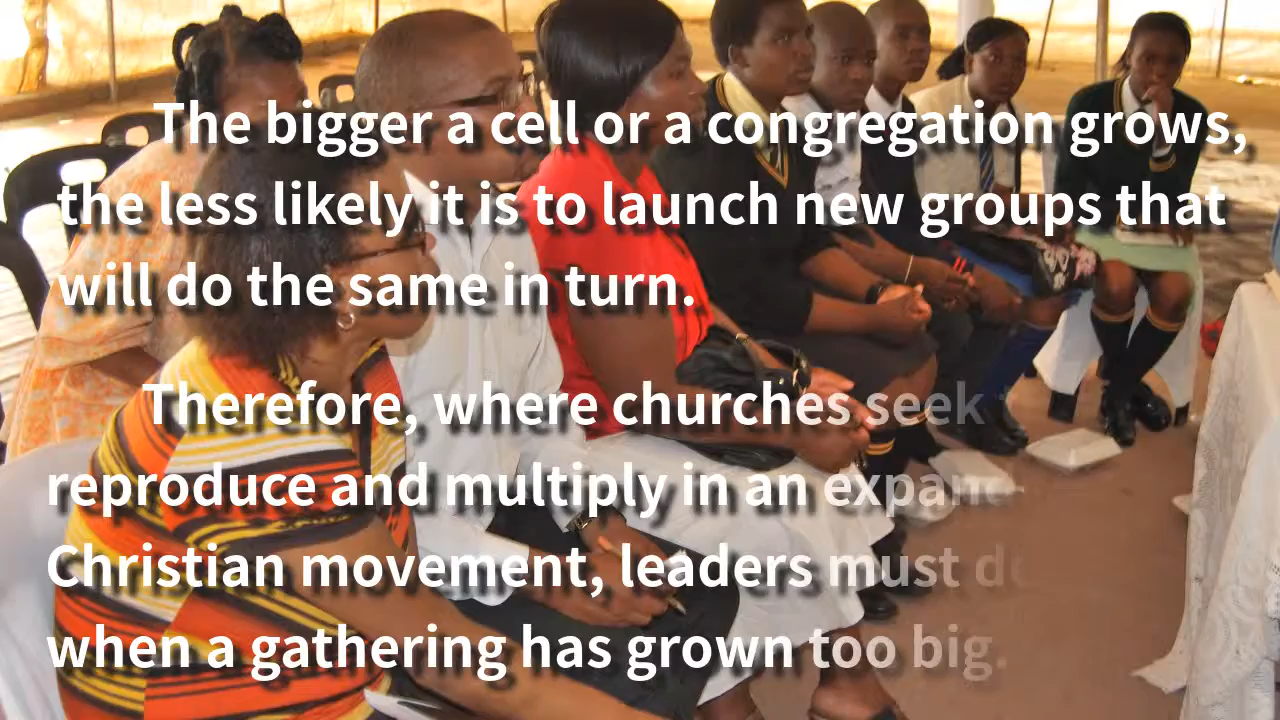 The bigger a cell or a congregation grows,
the less likely it is to launch new groups that
will do the same in turn.
Therefore, where churches seek
reproduce and multiply in an
Christian movement, leaders must
when a gathering has grown too big.